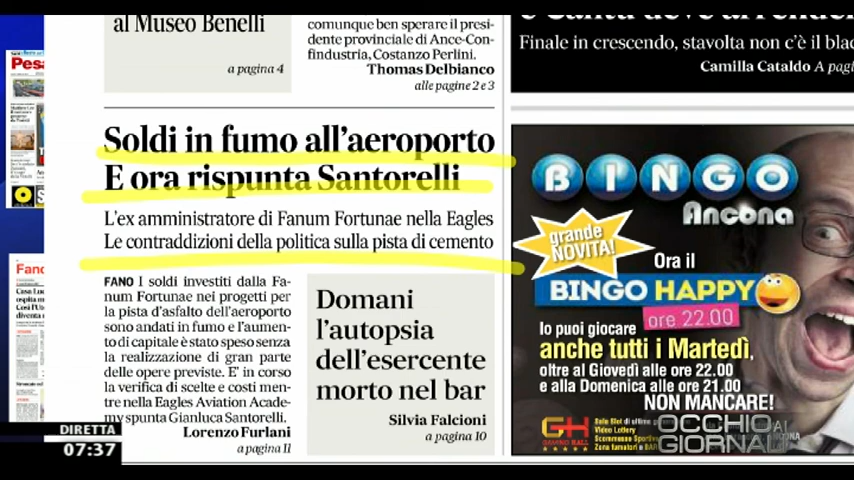 al Museo Benelli
a pagina 4
comunque ben sperare il presi-
dente provinciale di Ance-Con-
findustria, Costanzo Perlini.
Thomas Delbianco
alle pagine 2 e 3
Finale in crescendo, stavolta non c'è il
Camilla Cataldo A
Soldi in fumo all'aeroporto
E ora rispunta Santorelli
L'ex amministratore di Fanum Fortunae nella Eagles
Le contraddizioni della politica sulla pista di cemento
FANO I soldi investiti dalla Fa-
num Fortunae nei progetti per
la pista d'asfalto dell'aeroporto
sono andati in fumo e l'aumen-
to di capitale è stato speso senza
la realizzazione di gran parte
delle opere previste. E' in corso
la verifica di scelte e costi men-
tre nella Eagles Aviation Acade-
my spunta Gianluca Santorelli.
Lorenzo Furlani
a pagina 11
Domani
l'autopsia
dell'esercente
morto nel bar
Silvia Falcioni
a pagina 10
BINGO
Ancona
grande
NOVITA!
Ora il
BINGO HAPPY
ore 22.00
lo puoi giocare
anche tutti i Martedì,
oltre al Giovedì alle ore 22.00
e alla Domenica alle ore 21.00
NON MANCARE!
GH
GAMING HALL
Video Lottery
OCCHIO AI
GIORNALI
DIRETTA
07:37
Fano